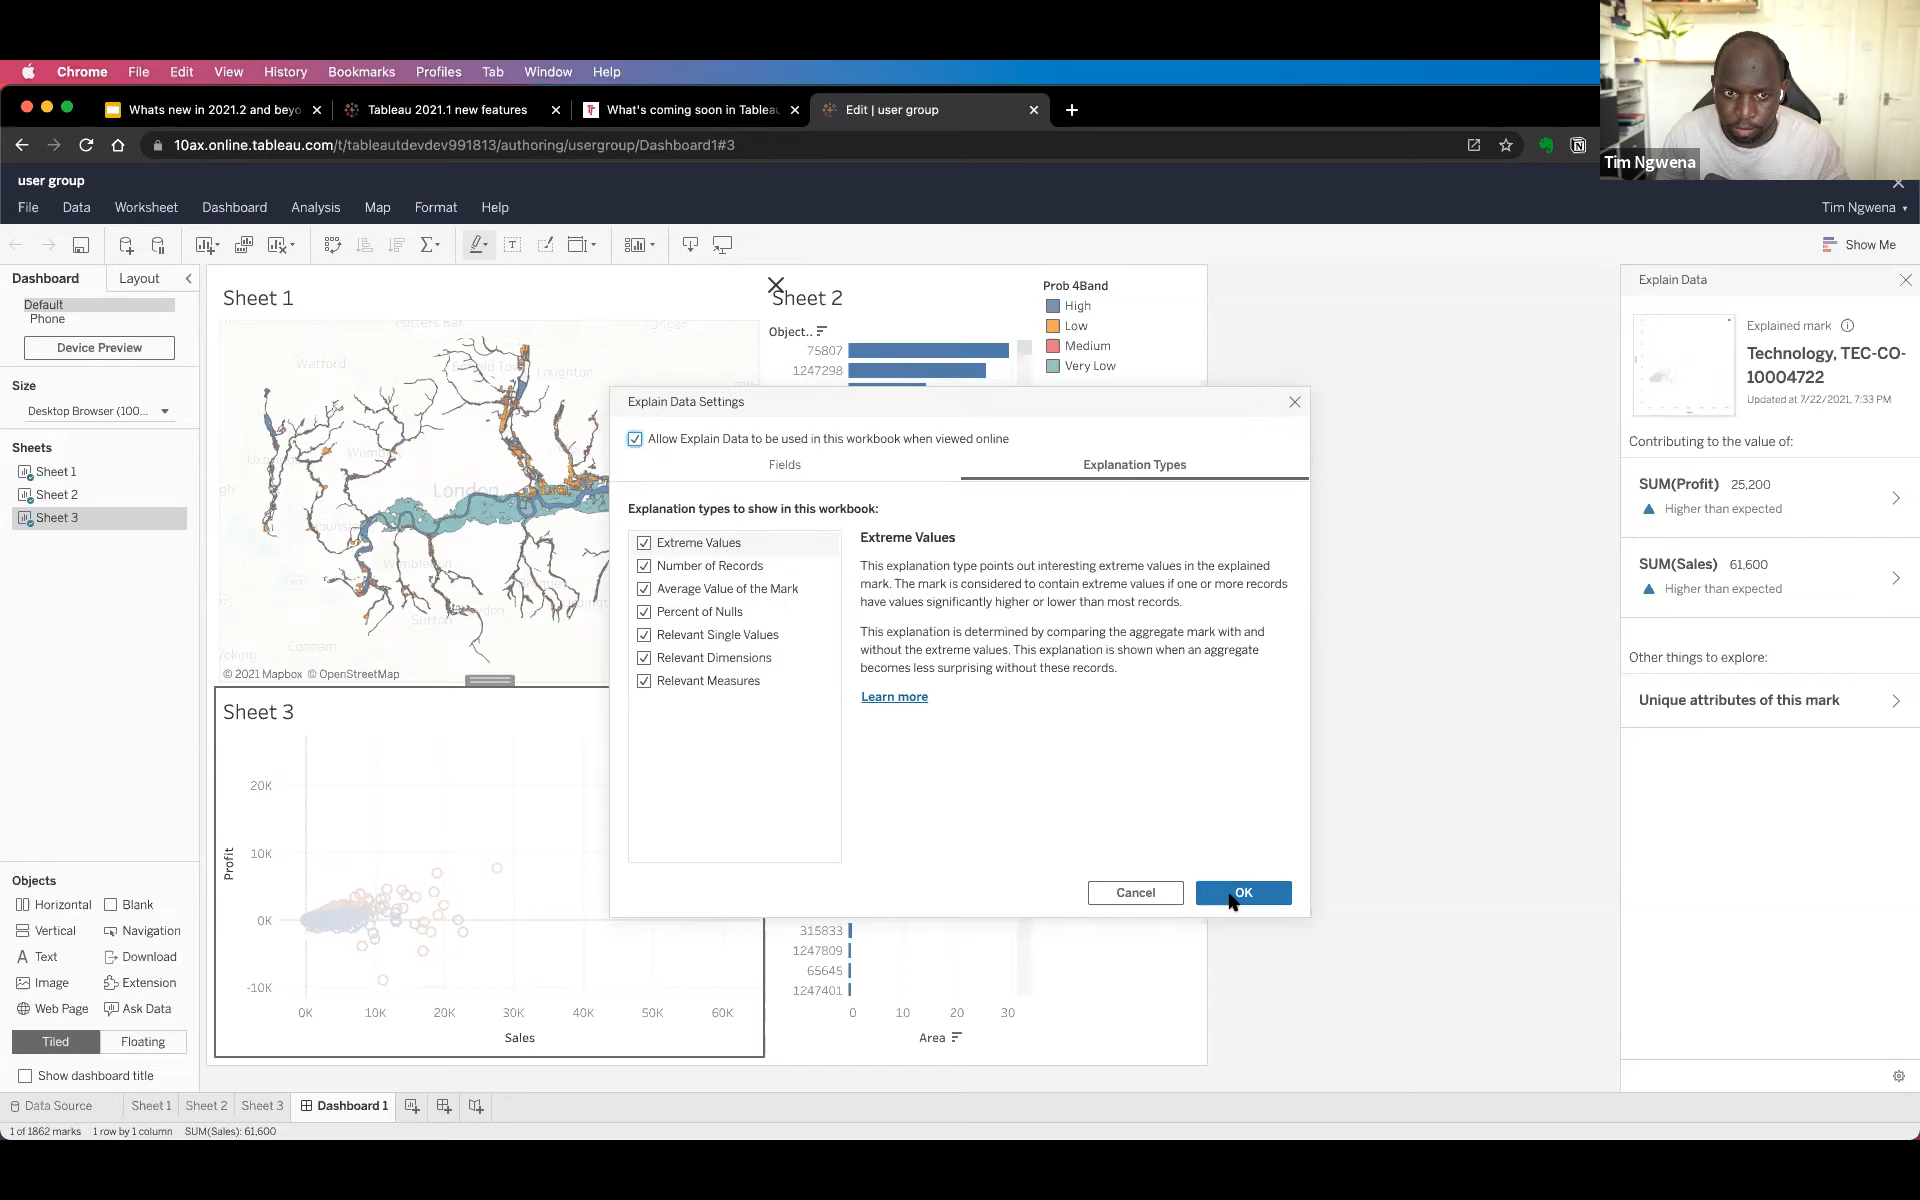 Chrome File Edit View History Bookmarks Profiles Tab Window Help
Whats new in 2021.2 and beyo
Tableau 2021.1 new features
What's coming soon in Tablea
Edit | user group
10ax.online.tableau.com/t/tableautdevdev991813/authoring/usergroup/Dashboard1#3
Tim Ngwena
user group
File Data Worksheet Dashboard Analysis Map Format Help
Tim Ngwena
Show Me
Dashboard
Layout
Default
Phone
Device Preview
Size
Desktop Browser (100...
Sheets
Sheet 1
Sheet 2
Sheet 3
Objects
Horizontal
Blank
Vertical
Navigation
Text
Download
Image
Extension
Web Page
Ask Data
Tiled
Floating
Show dashboard title
Sheet 1
Potters Bar
Ongar
Watford
Loughton
Wemb
London
Wimbledon
Sutton
© 2021 Mapbox © OpenStreetMap
Sheet 2
Object..
75807
1247298
Prob 4Band
High
Low
Medium
Very Low
Explain Data Settings
Allow Explain Data to be used in this workbook when viewed online
Fields
Explanation Types
Explanation types to show in this workbook:
Extreme Values
Number of Records
Average Value of the Mark
Percent of Nulls
Relevant Single Values
Relevant Dimensions
Relevant Measures
Extreme Values
This explanation type points out interesting extreme values in the explained
mark. The mark is considered to contain extreme values if one or more records
have values significantly higher or lower than most records.
This explanation is determined by comparing the aggregate mark with and
without the extreme values. This explanation is shown when an aggregate
becomes less surprising without these records.
Learn more
Cancel
OK
Sheet 3
20K
10K
0K
-10K
Profit
0K 10K 20K 30K 40K 50K 60K
Sales
315833
1247809
65645
1247401
0 10 20 30
Area
Explain Data
Explained mark
Technology, TEC-CO-
10004722
Updated at 7/22/2021, 7:33 PM
Contributing to the value of:
SUM(Profit) 25,200
Higher than expected
SUM(Sales) 61,600
Higher than expected
Other things to explore:
Unique attributes of this mark
Data Source
Sheet 1
Sheet 2
Sheet 3
Dashboard 1
1 of 1862 marks 1 row by 1 column SUM(Sales): 61,600